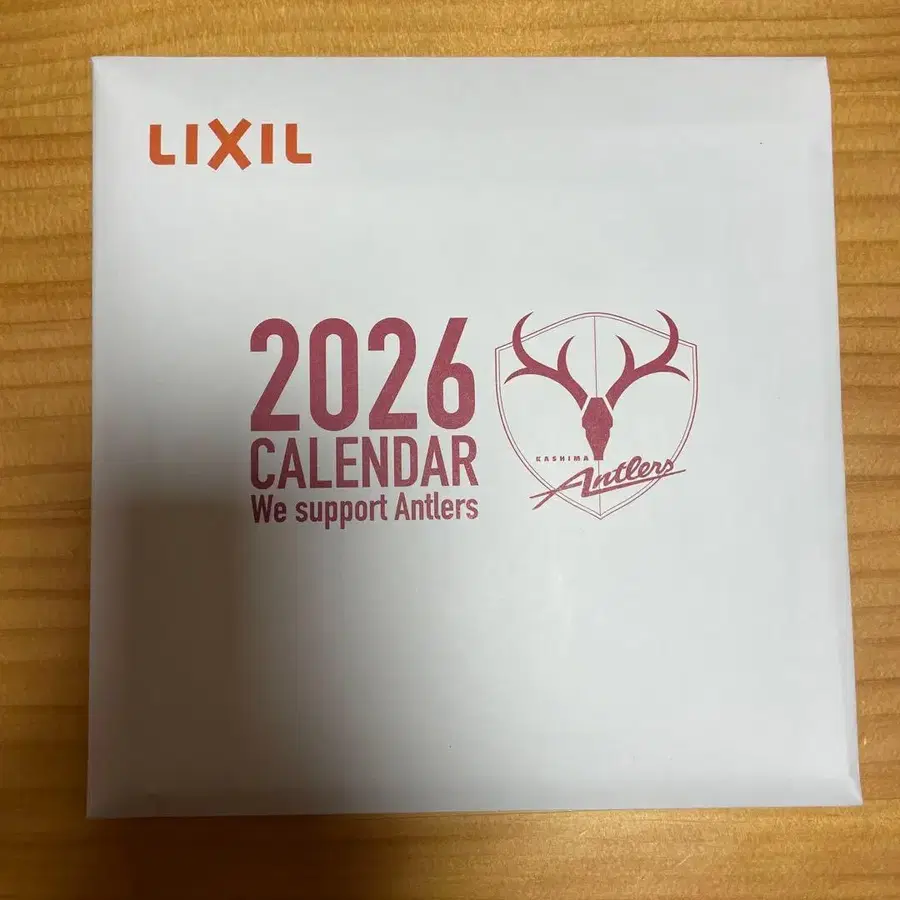 LIXIL
2026
CALENDAR
We support Antlers
KASHIMA
Antlers